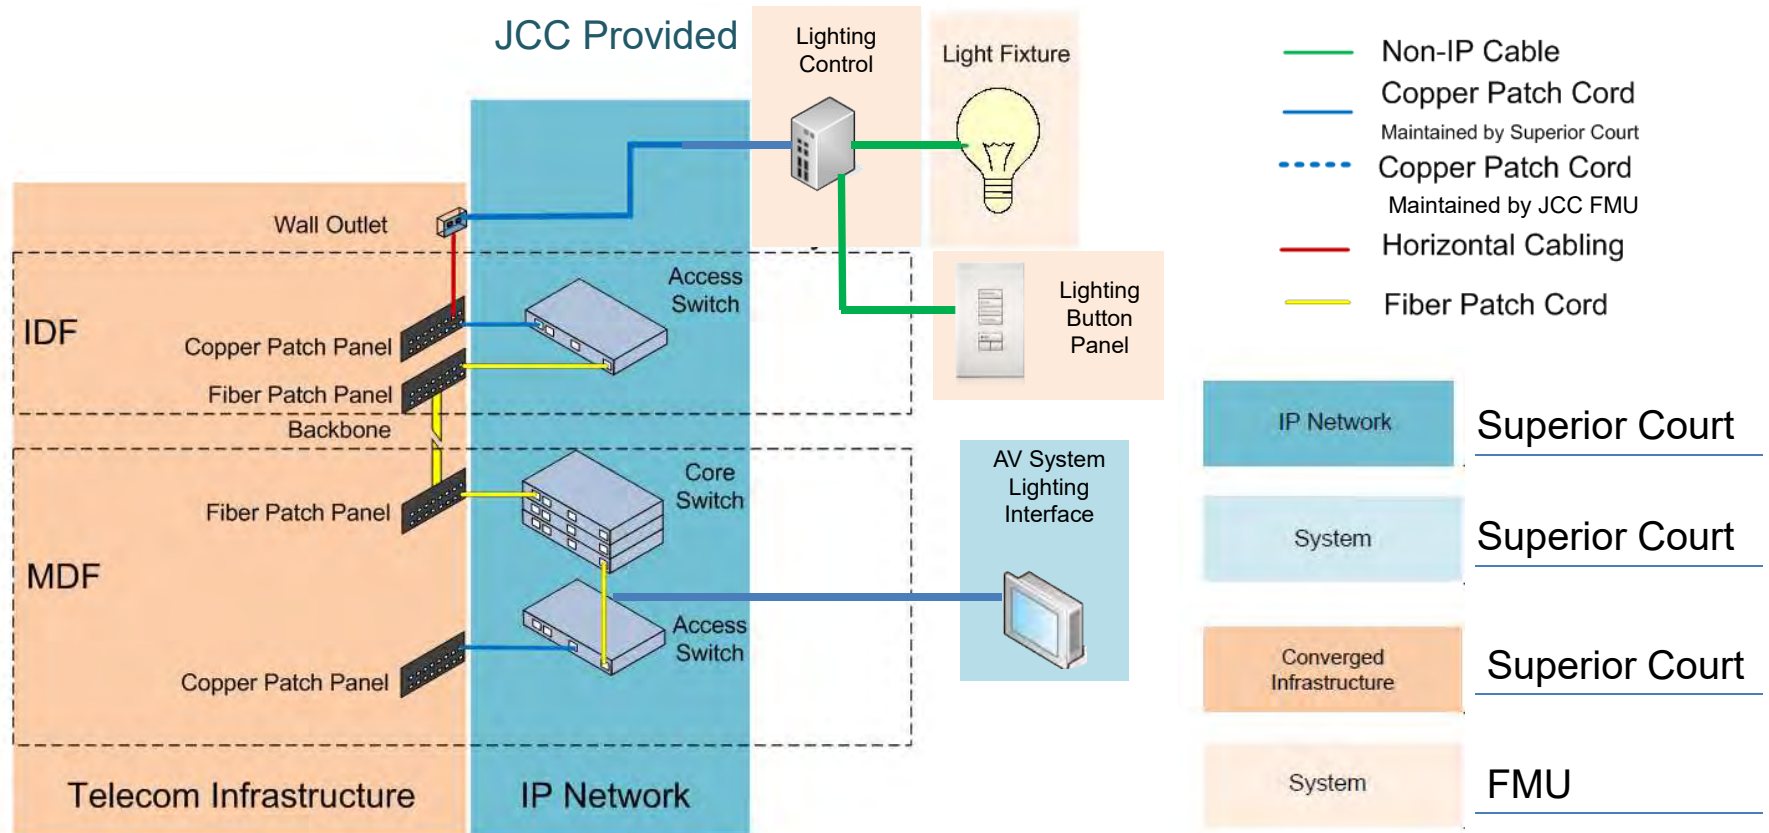 JCC Provided
Lighting
Control
Light Fixture
Wall Outlet
IDF
Copper Patch Panel
Fiber Patch Panel
Access
Switch
Lighting
Button
Panel
Backbone
MDF
Fiber Patch Panel
Core
Switch
Access
Switch
Copper Patch Panel
AV System
Lighting
Interface
Telecom Infrastructure
IP Network
Non-IP Cable
Copper Patch Cord
Maintained by Superior Court
Copper Patch Cord
Maintained by JCC FMU
Horizontal Cabling
Fiber Patch Cord
IP Network
Superior Court
System
Superior Court
Converged
Infrastructure
Superior Court
System
FMU